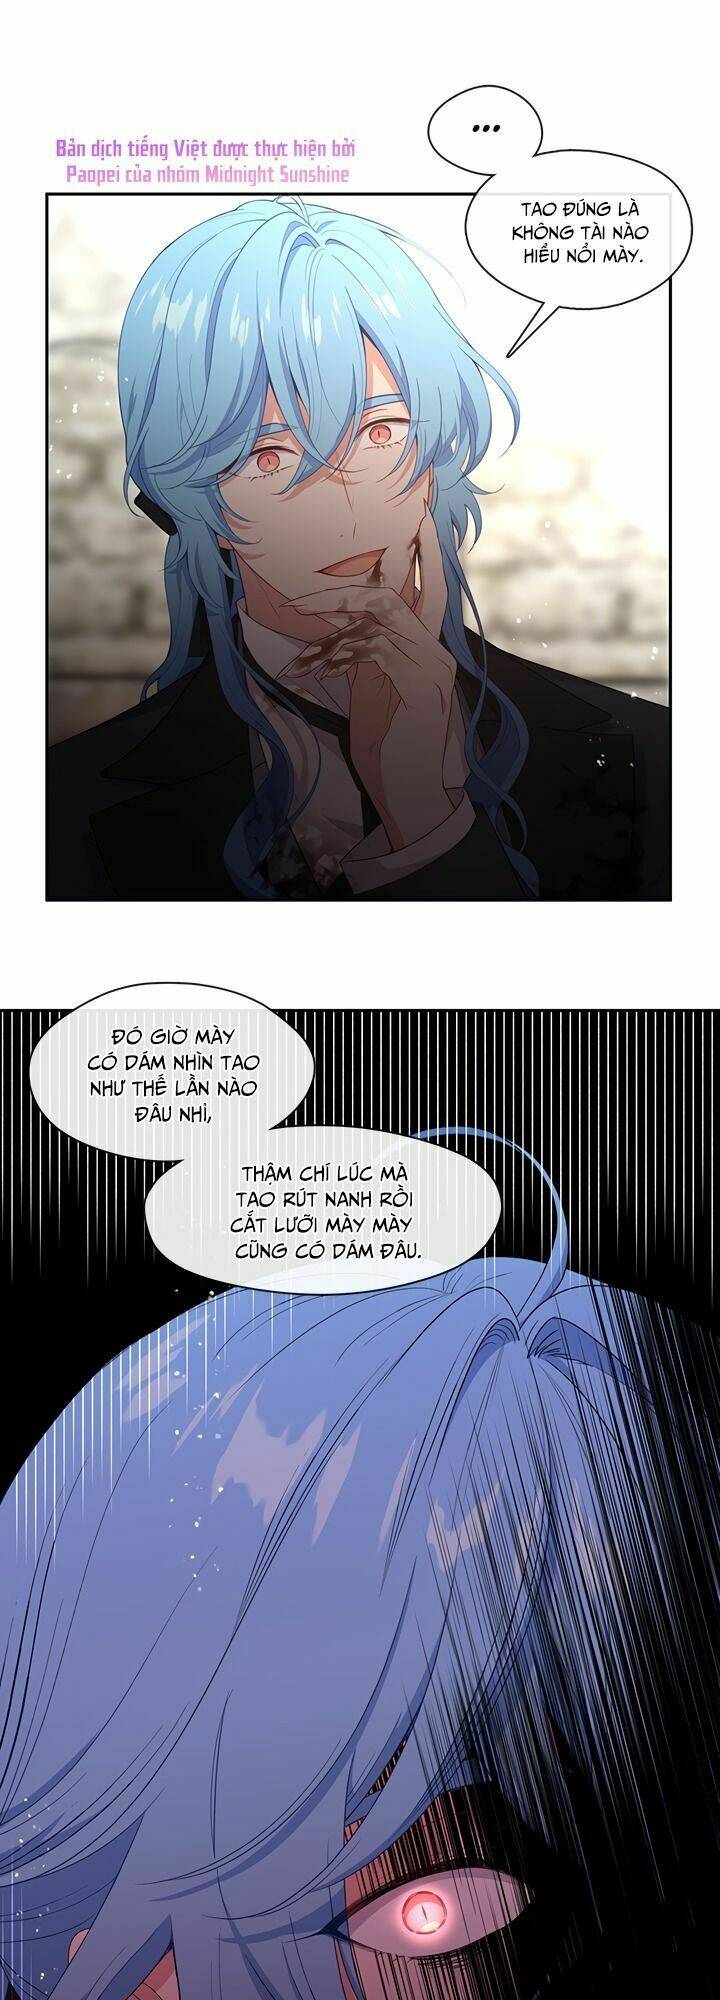 Bản dịch tiếng Việt được thực hiện bởi
Paopei của nhóm Midnight Sunshine
...
TAO ĐÚNG LÀ
KHÔNG TÀI NÀO
HIỂU NỔI MÀY.
ĐÓ GIỜ MÀY
CÓ DÁM NHÌN TAO
NHƯ THẾ LẦN NÀO
ĐÂU NHỈ,
THẬM CHÍ LÚC MÀ
TAO RÚT NANH RỒI
CẮT LƯỠI MÀY MÀY
CŨNG CÓ DÁM ĐÂU.